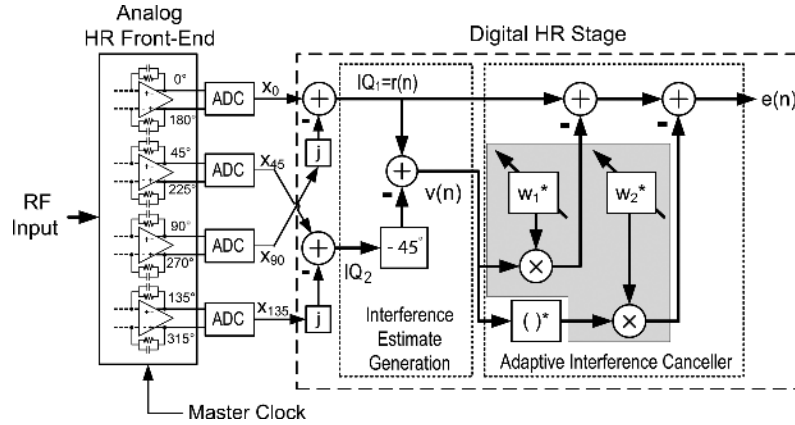 Analog
HR Front-End
Digital HR Stage
0°
180°
ADC
x0
45°
225°
ADC
x45
90°
270°
ADC
x90
135°
315°
ADC
x135
RF
Input
Master Clock
+
-
j
+
-
j
IQ1=r(n)
IQ2
+
-
v(n)
- 45°
Interference
Estimate
Generation
+
-
+
-
e(n)
w1*
w2*
×
( )*
×
Adaptive Interference Canceller